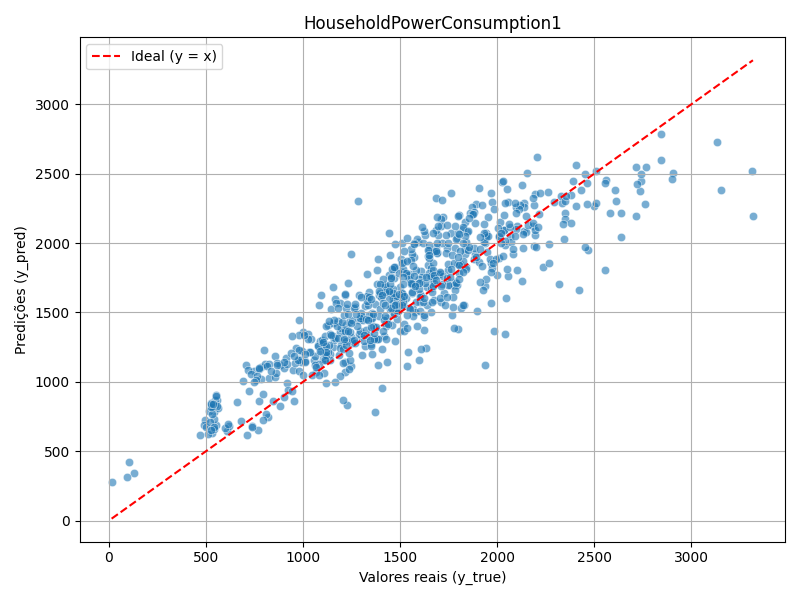 HouseholdPowerConsumption1
Ideal (y = x)
Predições (y_pred)
3000
2500
2000
1500
1000
500
0
0 500 1000 1500 2000 2500 3000
Valores reais (y_true)